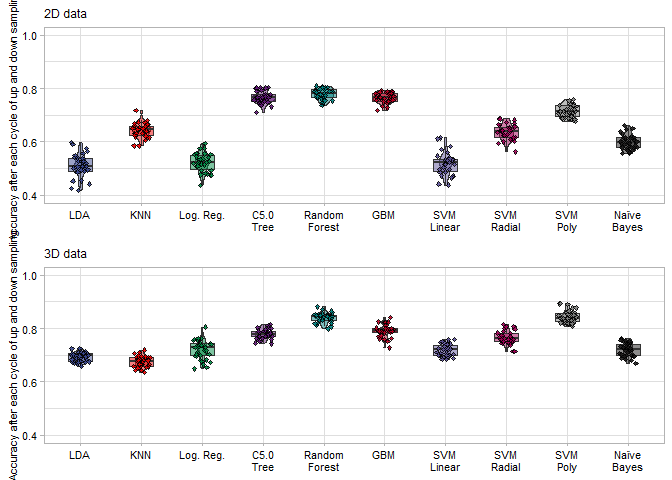 2D data
Accuracy after each cycle of up and down sampling
1.0
0.8
0.6
0.4
LDA
KNN
Log. Reg.
C5.0
Tree
Random
Forest
GBM
SVM
Linear
SVM
Radial
SVM
Poly
Naïve
Bayes
3D data
Accuracy after each cycle of up and down sampling
1.0
0.8
0.6
0.4
LDA
KNN
Log. Reg.
C5.0
Tree
Random
Forest
GBM
SVM
Linear
SVM
Radial
SVM
Poly
Naïve
Bayes